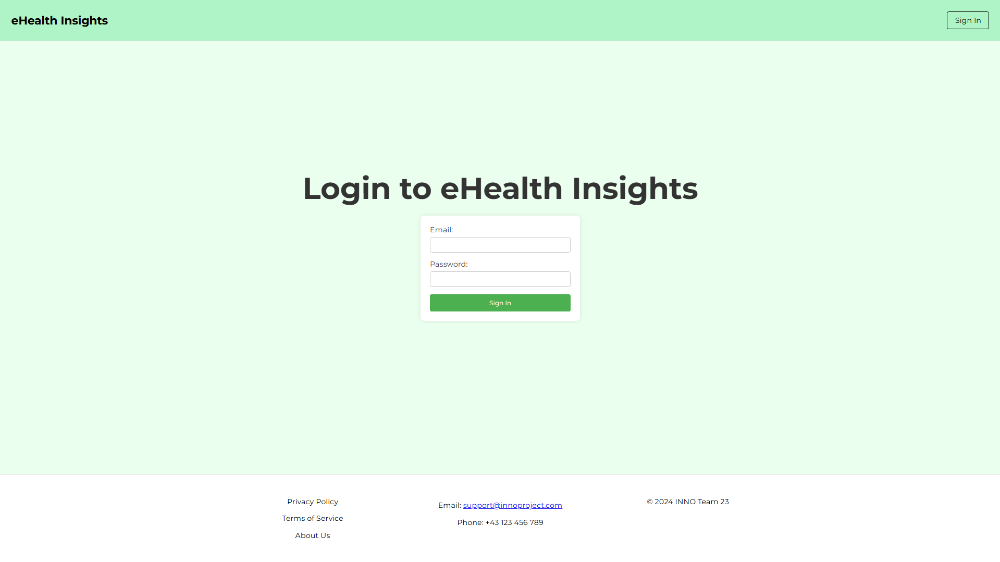 eHealth Insights
Sign In
Login to eHealth Insights
Email:
Password:
Sign In
Privacy Policy
Terms of Service
About Us
Email: support@innoproject.com
Phone: +43 123 456 789
© 2024 INNO Team 23